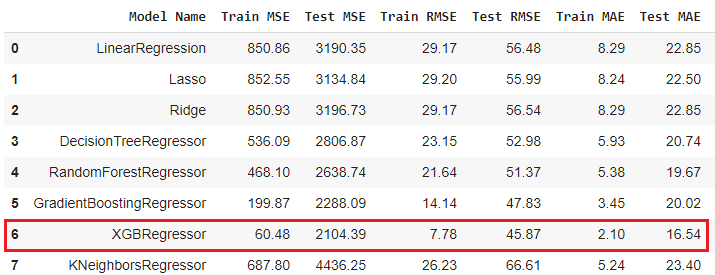 Model Name Train MSE Test MSE Train RMSE Test RMSE Train MAE Test MAE
0 LinearRegression 850.86 3190.35 29.17 56.48 8.29 22.85
1 Lasso 852.55 3134.84 29.20 55.99 8.24 22.50
2 Ridge 850.93 3196.73 29.17 56.54 8.29 22.85
3 DecisionTreeRegressor 536.09 2806.87 23.15 52.98 5.93 20.74
4 RandomForestRegressor 468.10 2638.74 21.64 51.37 5.38 19.67
5 GradientBoostingRegressor 199.87 2288.09 14.14 47.83 3.45 20.02
6 XGBRegressor 60.48 2104.39 7.78 45.87 2.10 16.54
7 KNeighborsRegressor 687.80 4436.25 26.23 66.61 5.24 23.40